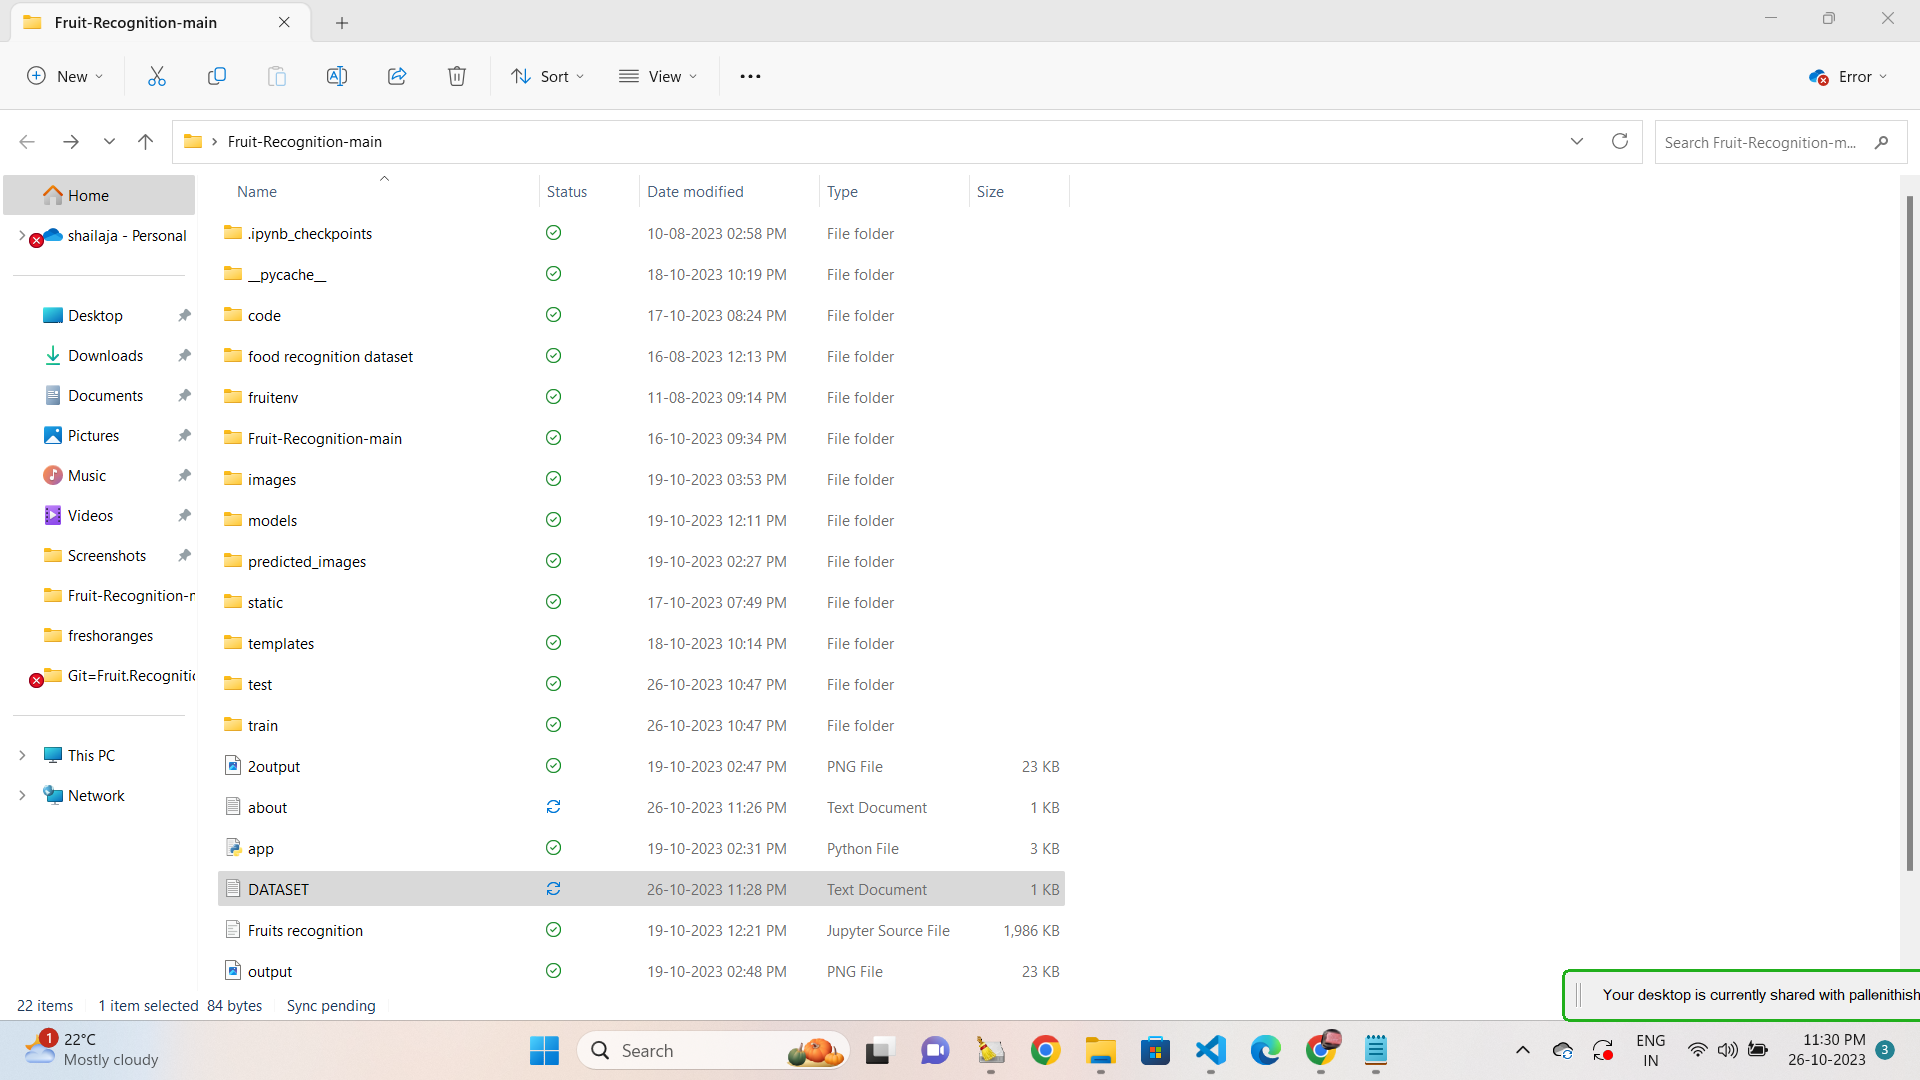 Fruit-Recognition-main
New
Sort
View
Error
Fruit-Recognition-main
Search Fruit-Recognition-m...
Name Status Date modified Type Size
Home
shailaja - Personal
Desktop
Downloads
Documents
Pictures
Music
Videos
Screenshots
Fruit-Recognition-m
freshoranges
Git=Fruit.Recognitic
This PC
Network
.ipynb_checkpoints 10-08-2023 02:58 PM File folder
__pycache__ 18-10-2023 10:19 PM File folder
code 17-10-2023 08:24 PM File folder
food recognition dataset 16-08-2023 12:13 PM File folder
fruitenv 11-08-2023 09:14 PM File folder
Fruit-Recognition-main 16-10-2023 09:34 PM File folder
images 19-10-2023 03:53 PM File folder
models 19-10-2023 12:11 PM File folder
predicted_images 19-10-2023 02:27 PM File folder
static 17-10-2023 07:49 PM File folder
templates 18-10-2023 10:14 PM File folder
test 26-10-2023 10:47 PM File folder
train 26-10-2023 10:47 PM File folder
2output 19-10-2023 02:47 PM PNG File 23 KB
about 26-10-2023 11:26 PM Text Document 1 KB
app 19-10-2023 02:31 PM Python File 3 KB
DATASET 26-10-2023 11:28 PM Text Document 1 KB
Fruits recognition 19-10-2023 12:21 PM Jupyter Source File 1,986 KB
output 19-10-2023 02:48 PM PNG File 23 KB
22 items 1 item selected 84 bytes Sync pending
Your desktop is currently shared with pallenithish
1
22°C
Mostly cloudy
Search
ENG
IN
11:30 PM
26-10-2023
3